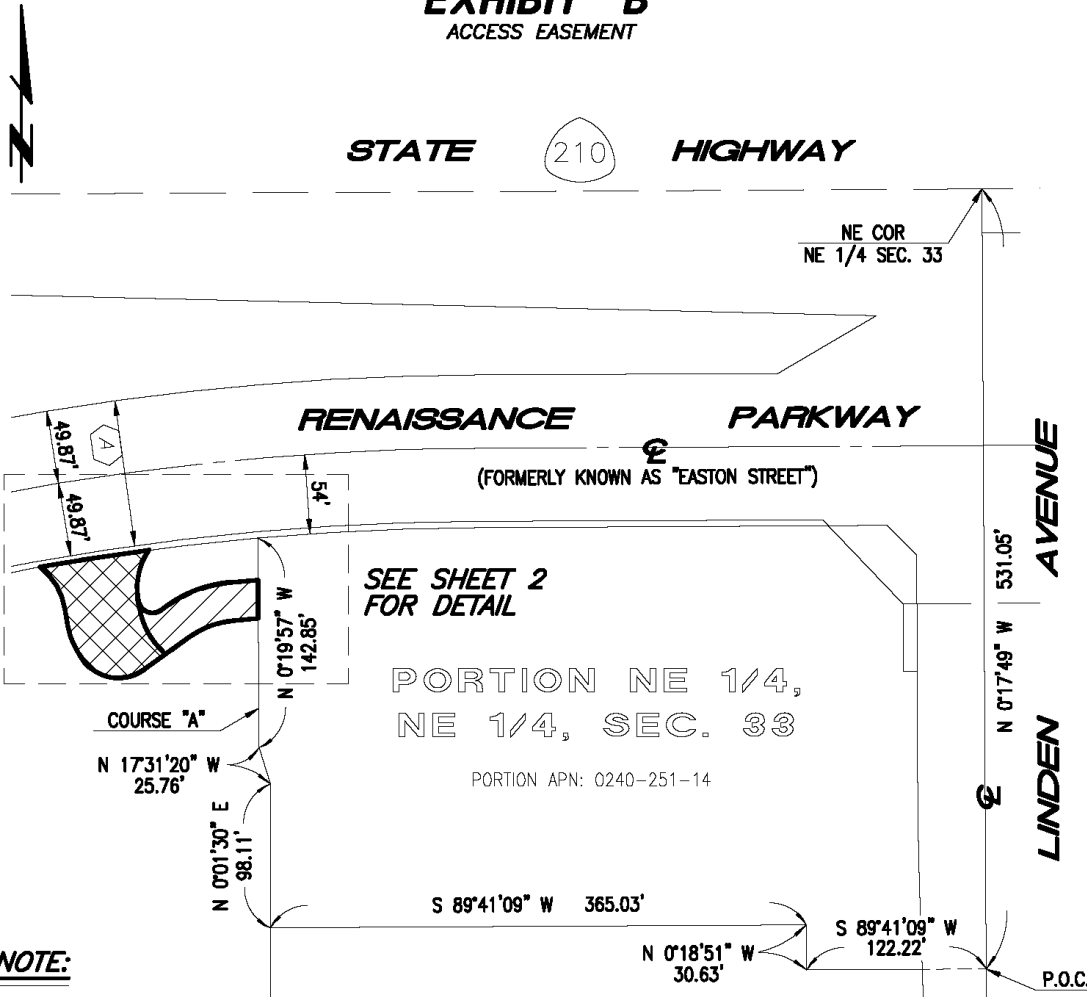 EXHIBIT "B"
ACCESS EASEMENT
N
STATE 210 HIGHWAY
NE COR
NE 1/4 SEC. 33
RENAISSANCE PARKWAY
(FORMERLY KNOWN AS "EASTON STREET")
49.87'
A
49.87'
54'
SEE SHEET 2
FOR DETAIL
N 0°19'57" W
142.85'
COURSE "A"
N 17°31'20" W
25.76'
N 0°01'30" E
98.11'
PORTION NE 1/4,
NE 1/4, SEC. 33
PORTION APN: 0240-251-14
N 0°17'49" W 531.05'
LINDEN AVENUE
S 89°41'09" W 365.03'
N 0°18'51" W
30.63'
S 89°41'09" W
122.22'
P.O.C.
NOTE: